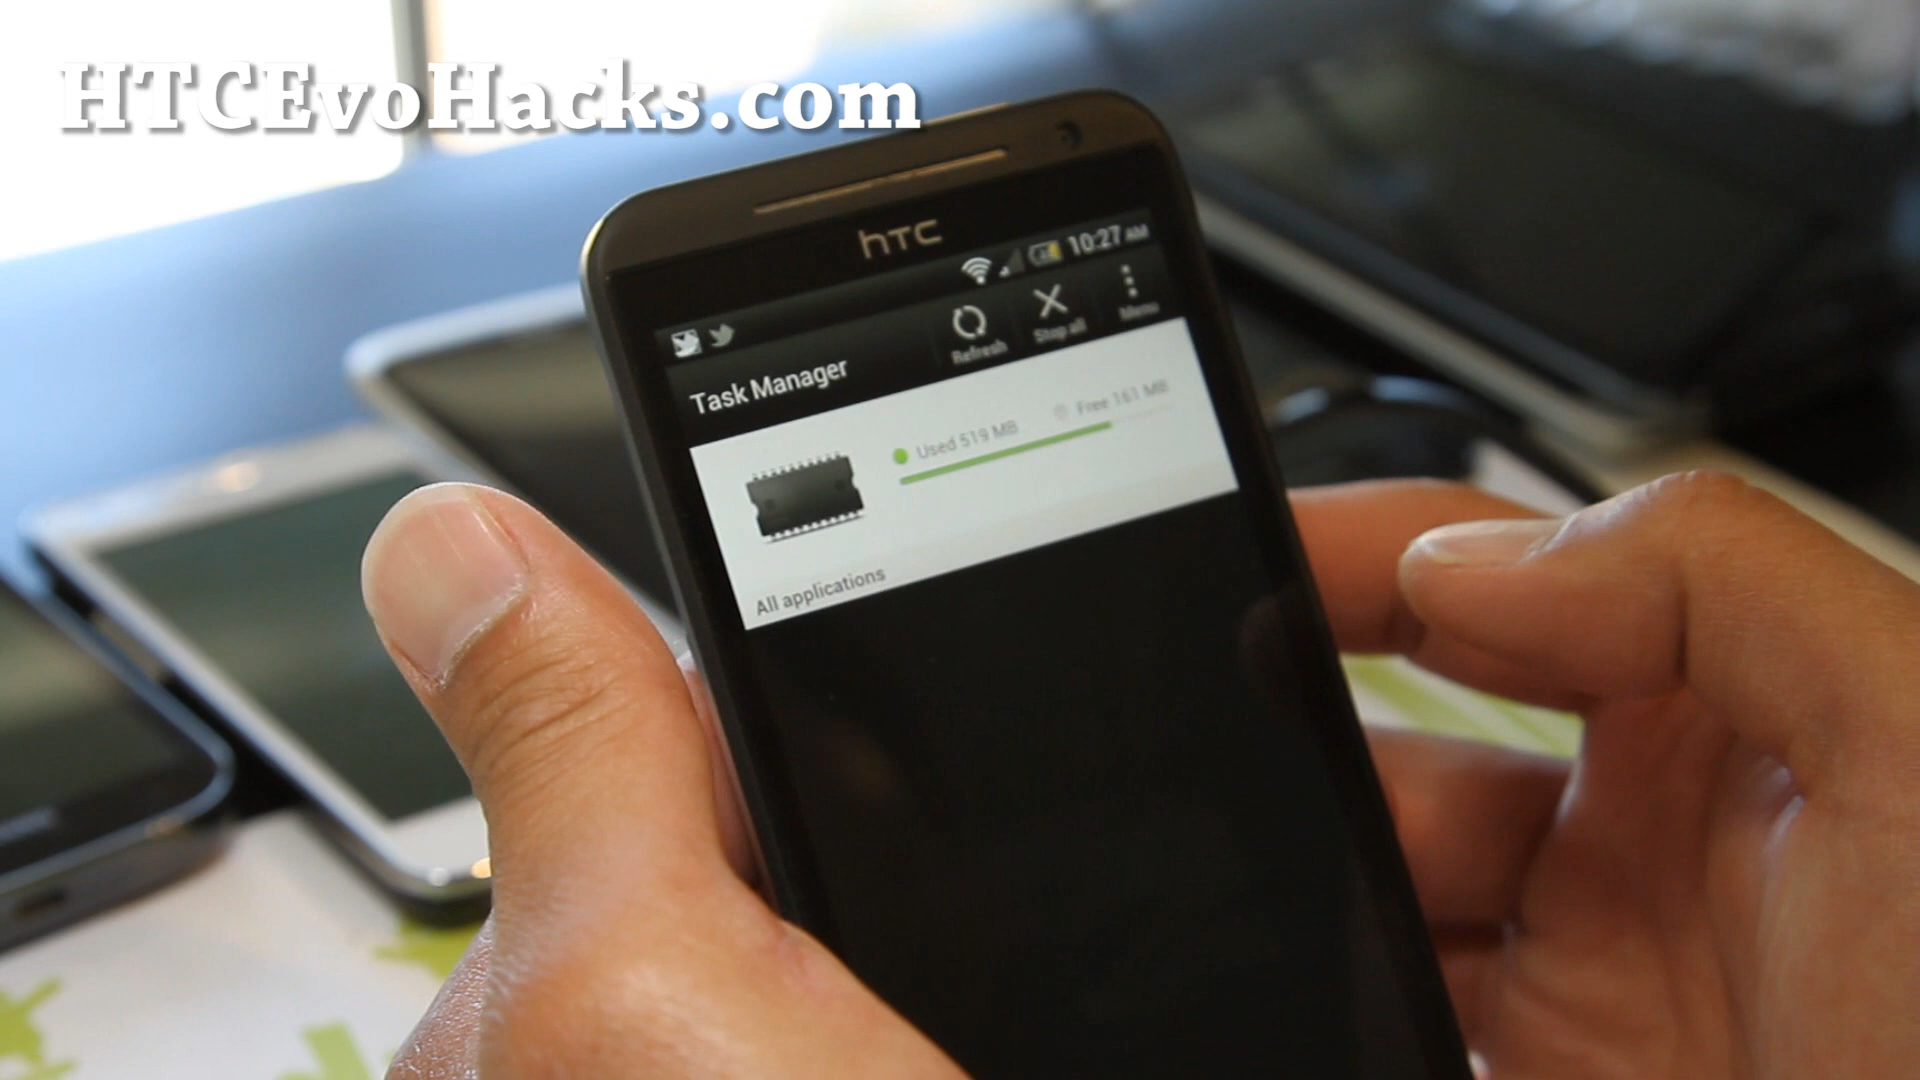 HTCEvoHacks.com
hTC
10:27 AM
Task Manager
Refresh
Stop all
Menu
Used 519 MB
Free 161 MB
All applications